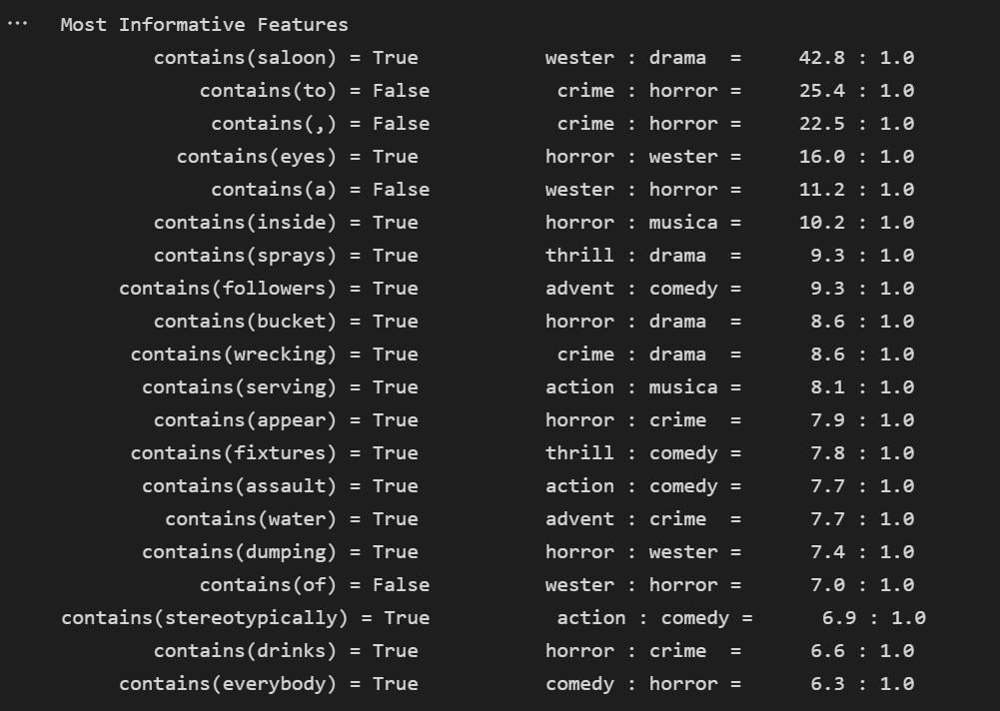 ... Most Informative Features
contains(saloon) = True wester : drama = 42.8 : 1.0
contains(to) = False crime : horror = 25.4 : 1.0
contains(,) = False crime : horror = 22.5 : 1.0
contains(eyes) = True horror : wester = 16.0 : 1.0
contains(a) = False wester : horror = 11.2 : 1.0
contains(inside) = True horror : musica = 10.2 : 1.0
contains(sprays) = True thrill : drama = 9.3 : 1.0
contains(followers) = True advent : comedy = 9.3 : 1.0
contains(bucket) = True horror : drama = 8.6 : 1.0
contains(wrecking) = True crime : drama = 8.6 : 1.0
contains(serving) = True action : musica = 8.1 : 1.0
contains(appear) = True horror : crime = 7.9 : 1.0
contains(fixtures) = True thrill : comedy = 7.8 : 1.0
contains(assault) = True action : comedy = 7.7 : 1.0
contains(water) = True advent : crime = 7.7 : 1.0
contains(dumping) = True horror : wester = 7.4 : 1.0
contains(of) = False wester : horror = 7.0 : 1.0
contains(stereotypically) = True action : comedy = 6.9 : 1.0
contains(drinks) = True horror : crime = 6.6 : 1.0
contains(everybody) = True comedy : horror = 6.3 : 1.0